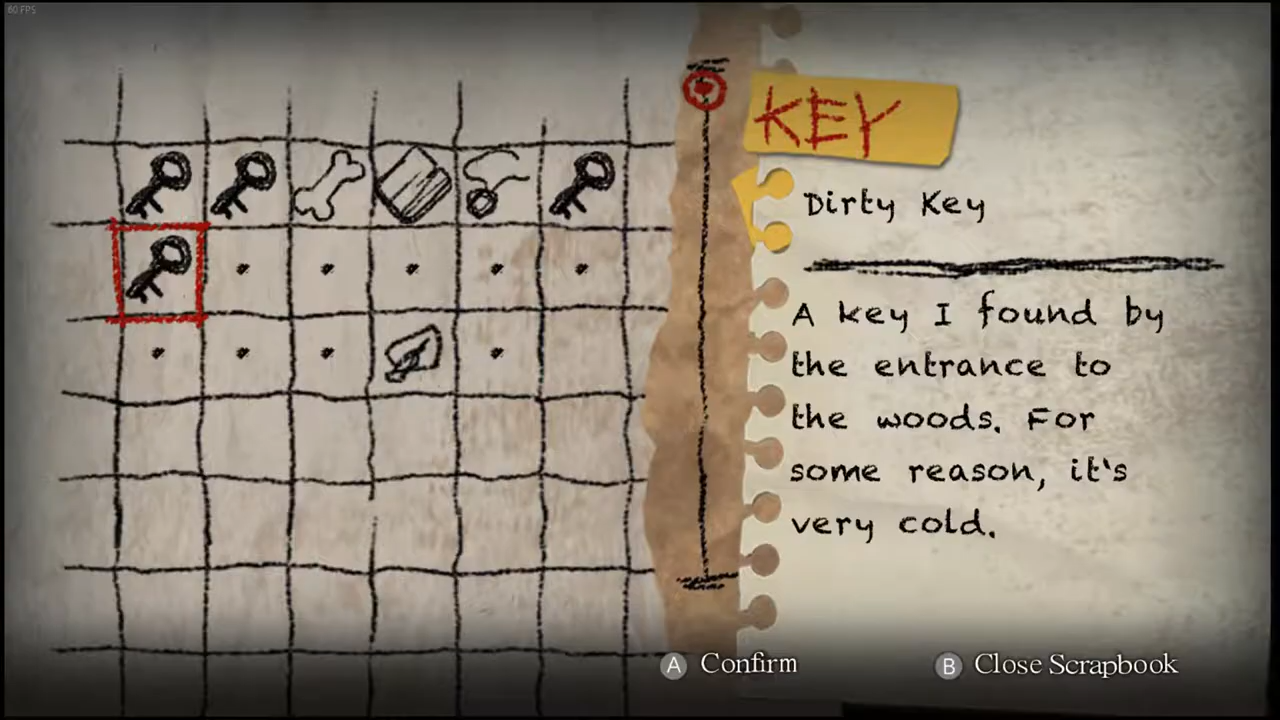 60 FPS
KEY
Dirty Key
A key I found by
the entrance to
the woods. For
some reason, it's
very cold.
A Confirm
B Close Scrapbook